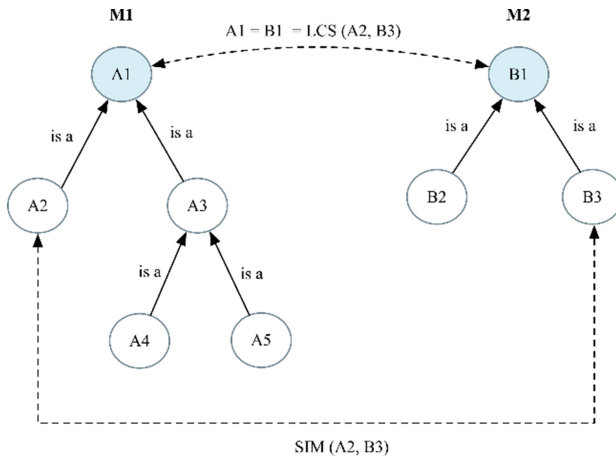 M1 M2
A1 = B1 = LCS (A2, B3)
A1 B1
is a is a is a is a
A2 A3 B2 B3
is a is a
A4 A5
SIM (A2, B3)